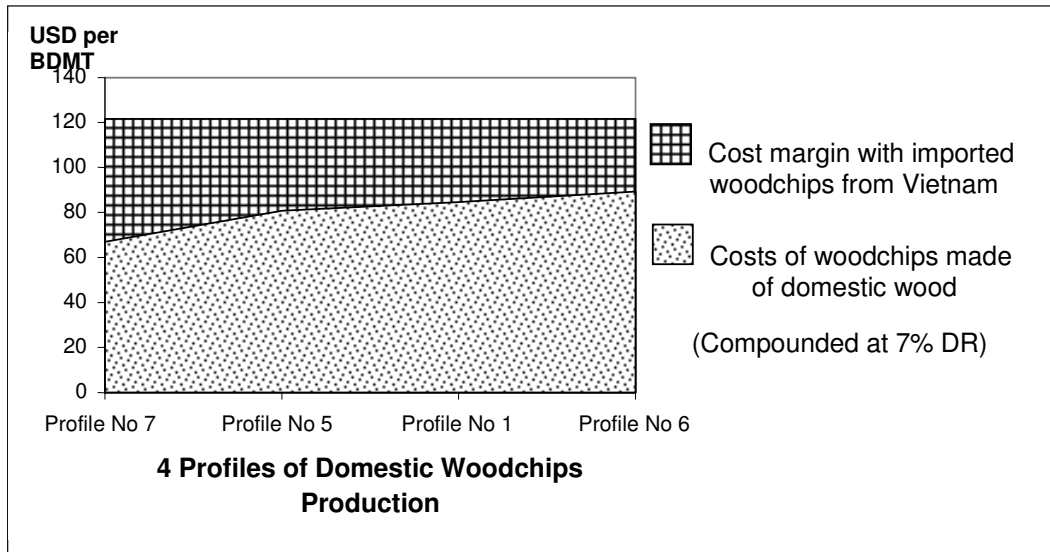 USD per
BDMT
140
120
100
80
60
40
20
0
Profile No 7
Profile No 5
Profile No 1
Profile No 6
4 Profiles of Domestic Woodchips
Production
Cost margin with imported
woodchips from Vietnam
Costs of woodchips made
of domestic wood
(Compounded at 7% DR)